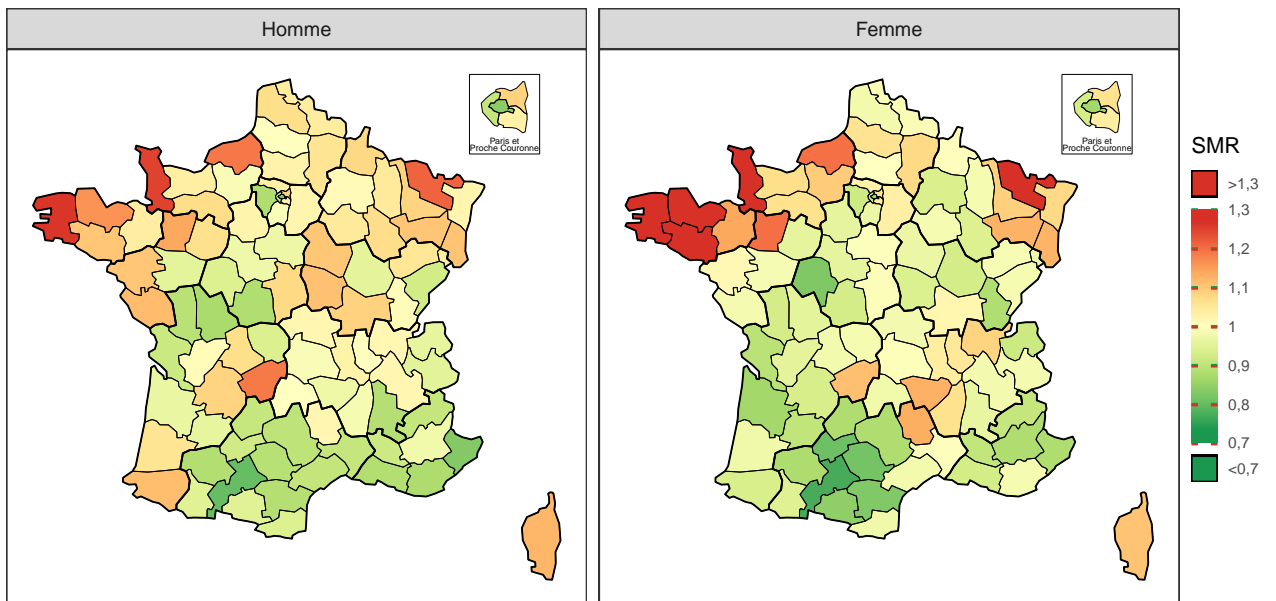 Homme
Femme
Paris et
Proche Couronne
Paris et
Proche Couronne
SMR
>1,3
1,3
1,2
1,1
1
0,9
0,8
0,7
<0,7